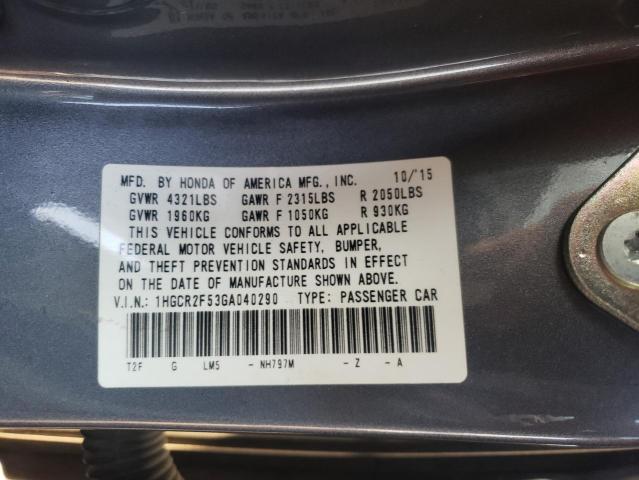 MFD. BY HONDA OF AMERICA MFG., INC. 10/'15
GVWR 4321LBS GAWR F 2315LBS R 2050LBS
GVWR 1960KG GAWR F 1050KG R 930KG
THIS VEHICLE CONFORMS TO ALL APPLICABLE
FEDERAL MOTOR VEHICLE SAFETY, BUMPER,
AND THEFT PREVENTION STANDARDS IN EFFECT
ON THE DATE OF MANUFACTURE SHOWN ABOVE.
V.I.N.: 1HGCR2F53GA040290 TYPE: PASSENGER CAR
T2F G LM5 - NH797M - Z - A